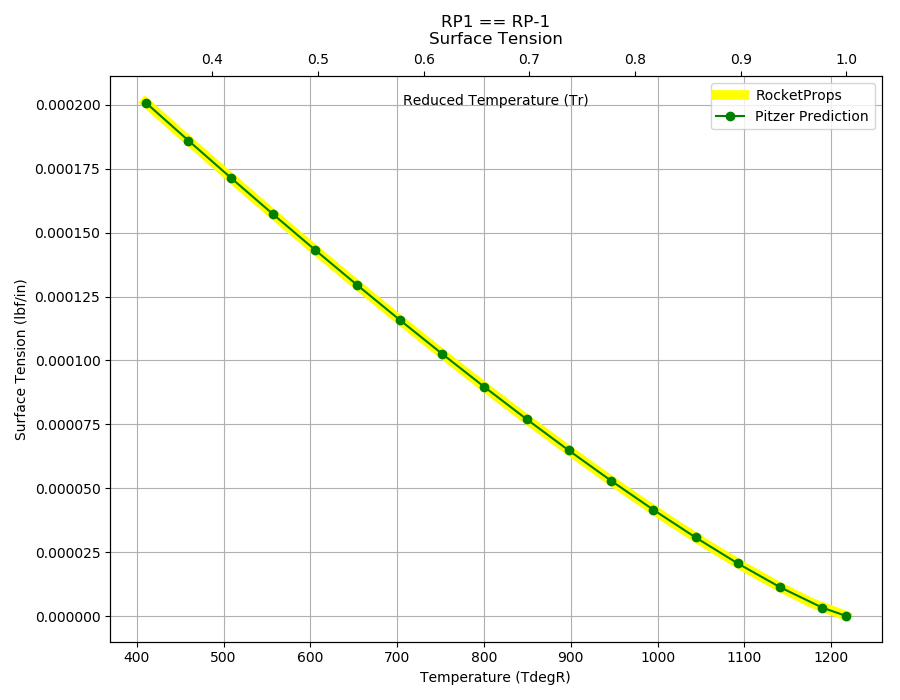 RP1 == RP-1
Surface Tension
0.4 0.5 0.6 0.7 0.8 0.9 1.0
Reduced Temperature (Tr)
RocketProps
Pitzer Prediction
0.000200
0.000175
0.000150
0.000125
0.000100
0.000075
0.000050
0.000025
0.000000
Surface Tension (lbf/in)
400 500 600 700 800 900 1000 1100 1200
Temperature (TdegR)